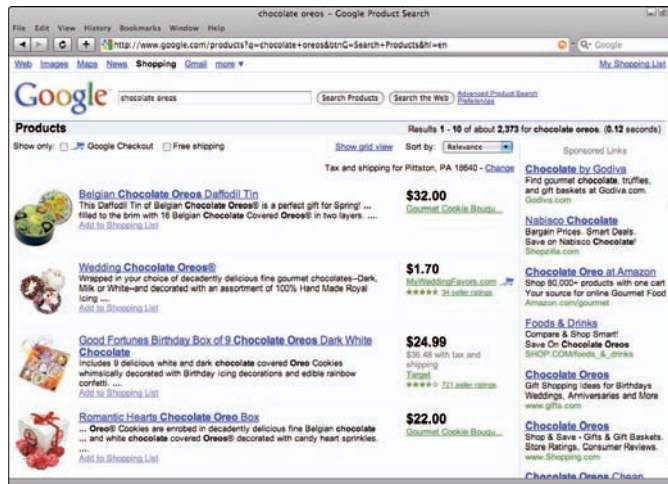 chocolate oreos - Google Product Search
File Edit View History Bookmarks Window Help
http://www.google.com/products?q=chocolate+oreos&btnG=Search+Products&hl=en
Google
Web Images Maps News Shopping Gmail more ▼
My Shopping List
Google
chocolate oreos
Search Products
Search the Web
Advanced Product Search
Preferences
Products
Results 1 - 10 of about 2,373 for chocolate oreos. (0.12 seconds)
Show only: Google Checkout Free shipping
Show grid view
Sort by: Relevance
Tax and shipping for Pittston, PA 18640 - Change
Belgian Chocolate Oreos Daffodil Tin
This Daffodil Tin of Belgian Chocolate Oreos® is a perfect gift for Spring! ...
filled to the brim with 16 Belgian Chocolate Covered Oreos® in two layers. ....
Add to Shopping List
$32.00
Gourmet Cookie Bouqu...
Wedding Chocolate Oreos®
Wrapped in your choice of decadently delicious fine gourmet chocolates--Dark,
Milk or White--and decorated with an assortment of 100% Hand Made Royal
Icing ....
Add to Shopping List
$1.70
MyWeddingFavors.com
34 seller ratings
Good Fortunes Birthday Box of 9 Chocolate Oreos Dark White
Chocolate
Includes 9 delicious white and dark chocolate covered Oreo Cookies
whimsically decorated with Birthday Icing decorations and edible rainbow
confetti. ....
Add to Shopping List
$24.99
$36.48 with tax and
shipping
Target
721 seller ratings
Romantic Hearts Chocolate Oreo Box
... Oreo® Cookies are enrobed in decadently delicious fine Belgian chocolate
... and white chocolate covered Oreos® decorated with candy heart sprinkles.
....
Add to Shopping List
$22.00
Gourmet Cookie Bouqu...
Sponsored Links
Chocolate by Godiva
Find gourmet chocolate, truffles,
and gift baskets at Godiva.com.
Godiva.com
Nabisco Chocolate
Bargain Prices. Smart Deals.
Save on Nabisco Chocolate!
Shopzilla.com
Chocolate Oreo at Amazon
Shop 80,000+ products with one cart
Your source for online Gourmet Food
Amazon.com/gourmet
Foods & Drinks
Compare & Shop Smart!
Save On Chocolate Oreos
SHOP.COM/foods_&_drinks
Chocolate Oreos
Gift Shopping Ideas for Birthdays
Weddings, Anniversaries and More
www.gifts.com
Chocolate Oreos
Shop & Save - Gifts & Gift Baskets.
Store Ratings, Consumer Reviews.
www.Shopping.com
Chocolate Oreos Cheap